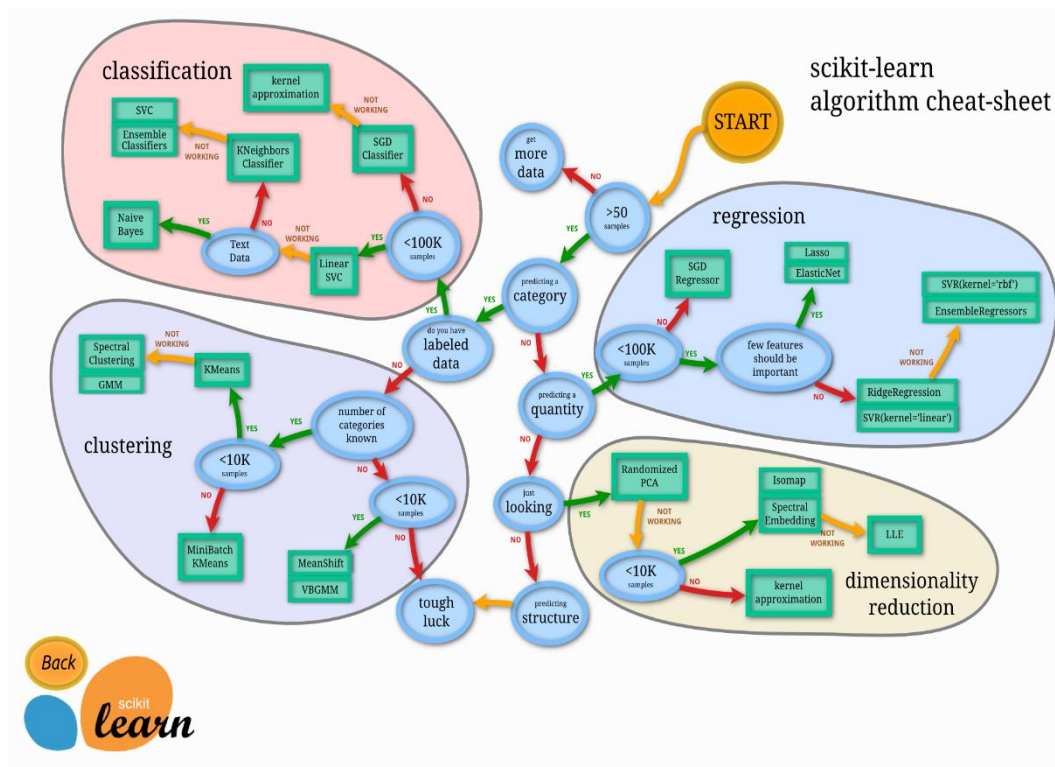 scikit-learn
algorithm cheat-sheet
START
classification
kernel
approximation
NOT
WORKING
SVC
Ensemble
Classifiers
NOT
WORKING
KNeighbors
Classifier
SGD
Classifier
NO
Naive
Bayes
YES
Text
Data
NO
NOT
WORKING
Linear
SVC
YES
<100K
samples
YES
get
more
data
NO
>50
samples
YES
predicting a
category
YES
NO
do you have
labeled
data
NO
predicting a
quantity
YES
NO
just
looking
YES
NO
predicting
structure
tough
luck
regression
SGD
Regressor
NO
Lasso
ElasticNet
YES
SVR(kernel='rbf')
EnsembleRegressors
NOT
WORKING
<100K
samples
YES
few features
should be
important
NO
RidgeRegression
SVR(kernel='linear')
clustering
Spectral
Clustering
GMM
NOT
WORKING
KMeans
YES
number of
categories
known
YES
NO
<10K
samples
NO
MiniBatch
KMeans
<10K
samples
YES
NO
MeanShift
VBGMM
Randomized
PCA
NOT
WORKING
Isomap
Spectral
Embedding
NOT
WORKING
LLE
YES
<10K
samples
NO
kernel
approximation
dimensionality
reduction
Back
scikit
learn